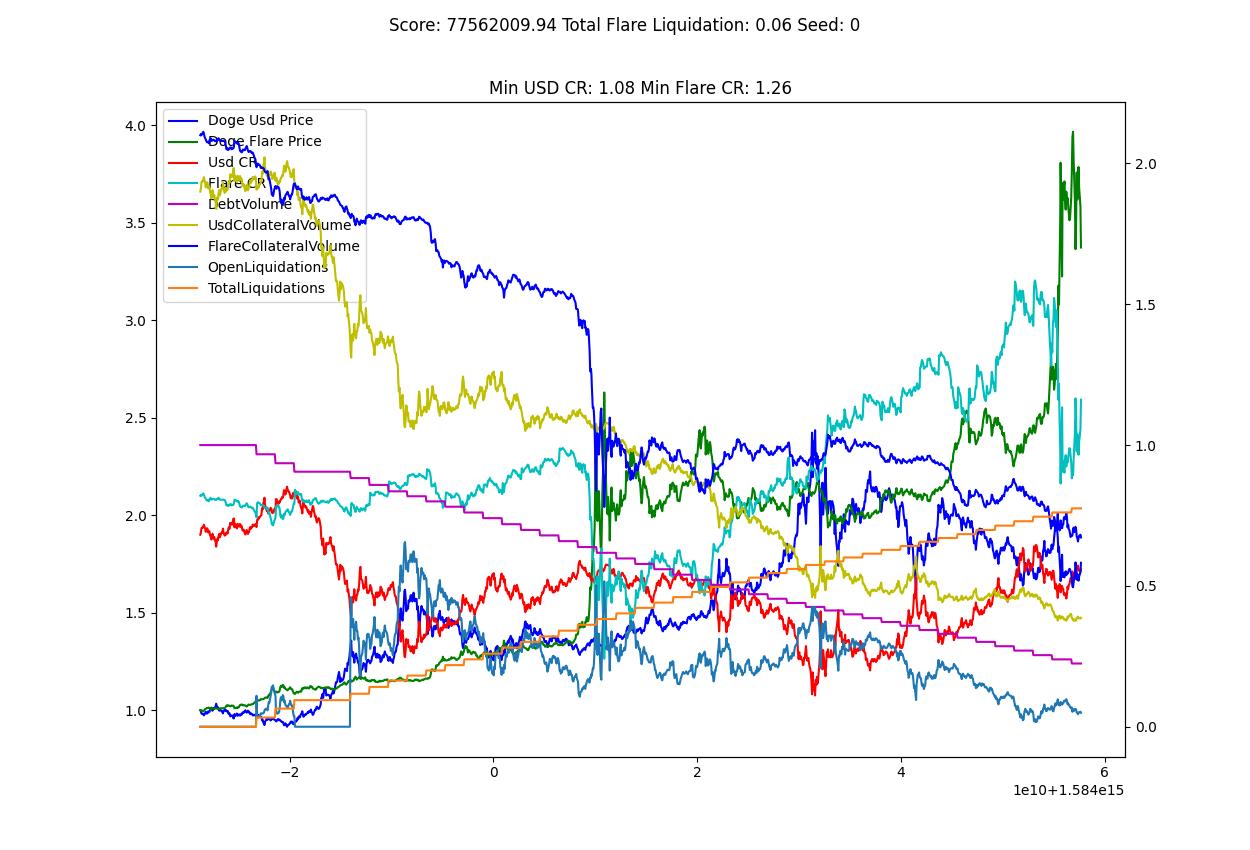 Score: 77562009.94 Total Flare Liquidation: 0.06 Seed: 0
Min USD CR: 1.08 Min Flare CR: 1.26
Doge Usd Price
Doge Flare Price
Usd CR
Flare CR
DebtVolume
UsdCollateralVolume
FlareCollateralVolume
OpenLiquidations
TotalLiquidations
4.0
3.5
3.0
2.5
2.0
1.5
1.0
2.0
1.5
1.0
0.5
0.0
−2
0
2
4
6
1e10+1.584e15